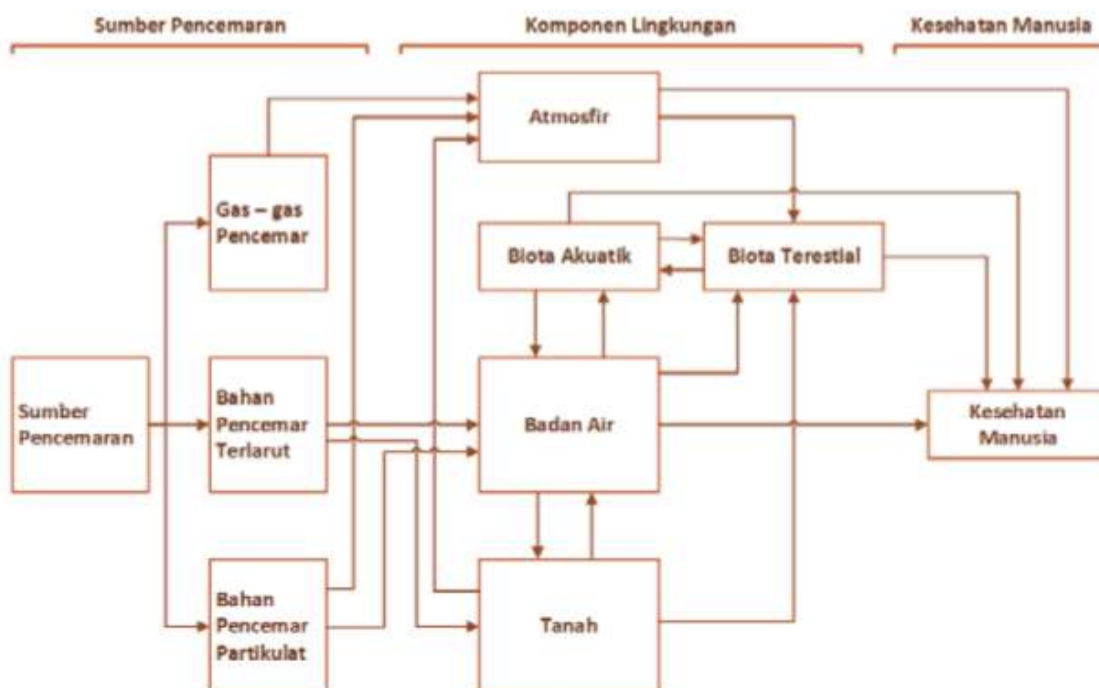 Sumber Pencemaran
Komponen Lingkungan
Kesehatan Manusia
Atmosfir
Gas – gas
Pencemar
Biota Akuatik
Biota Terestial
Sumber
Pencemaran
Bahan
Pencemar
Terlarut
Badan Air
Kesehatan
Manusia
Bahan
Pencemar
Partikulat
Tanah